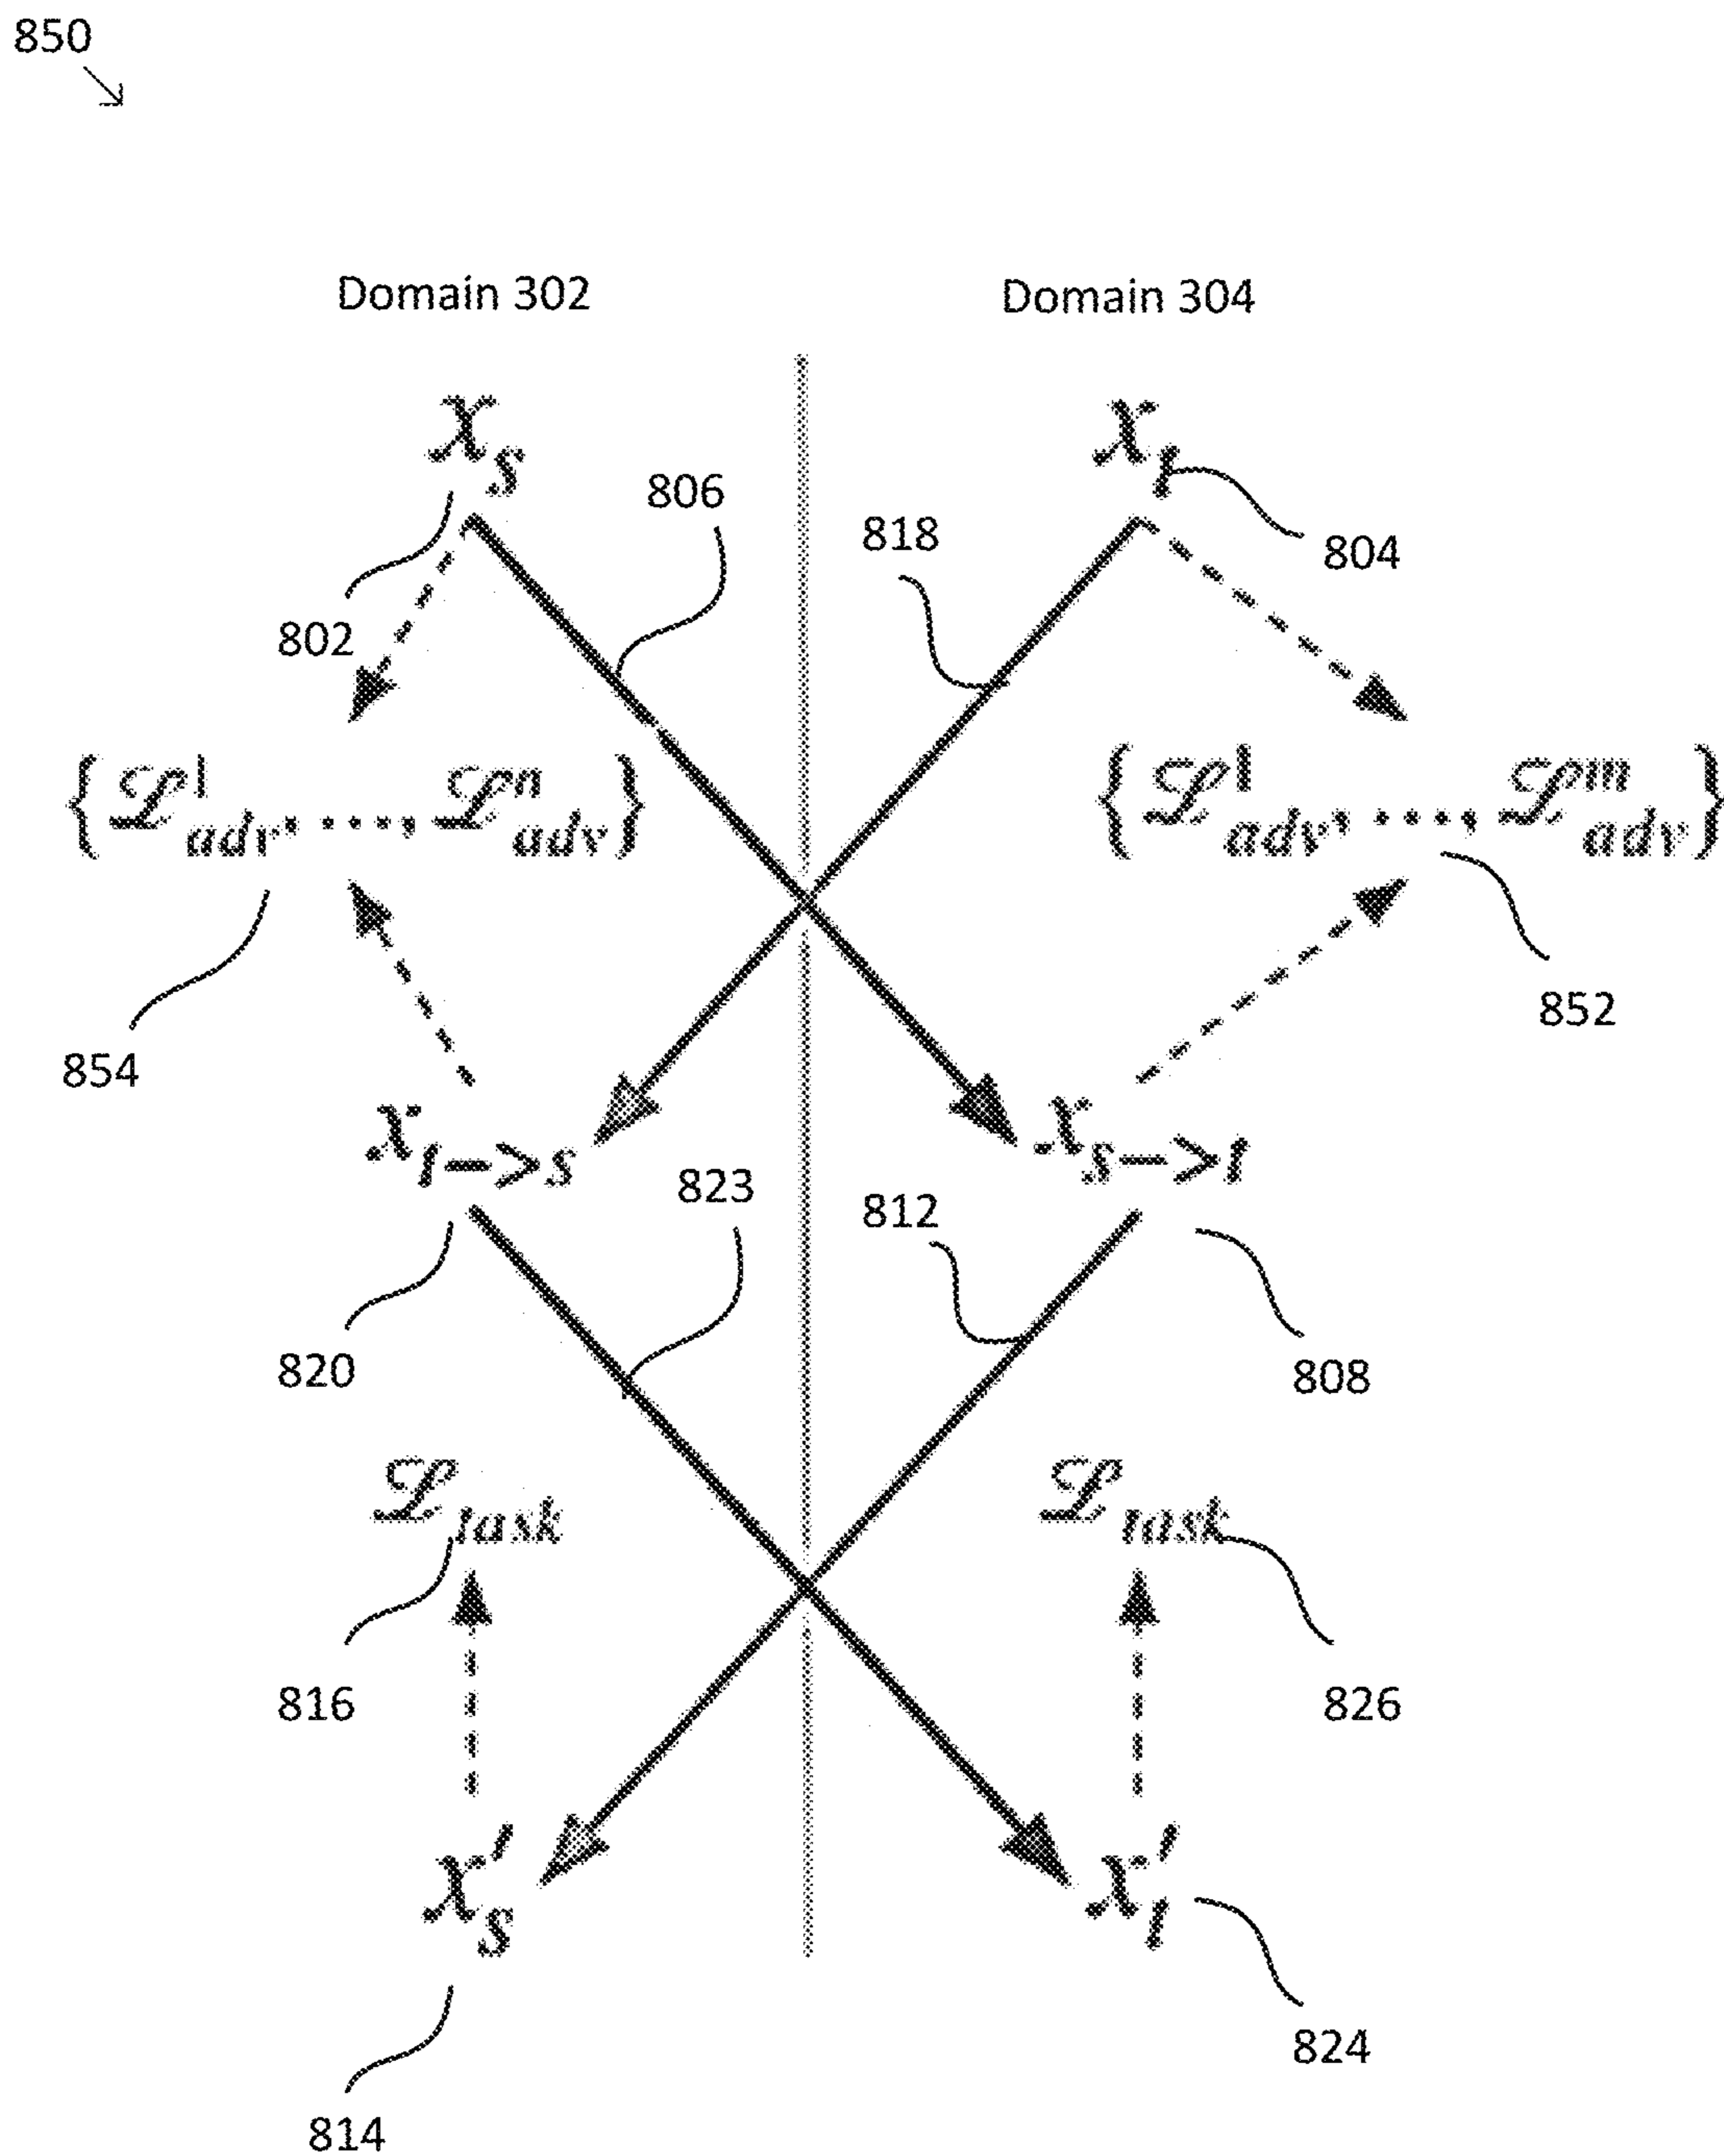 850
Domain 302 Domain 304
x_s x_t
806
818
804
802
{ℒ^1_adv, ...., ℒ^n_adv} {ℒ^1_adv, ...., ℒ^m_adv}
852
854
x_t->s x_s->t
823 812
820 808
ℒ_task ℒ_task
816 826
x'_s x'_t
824
814